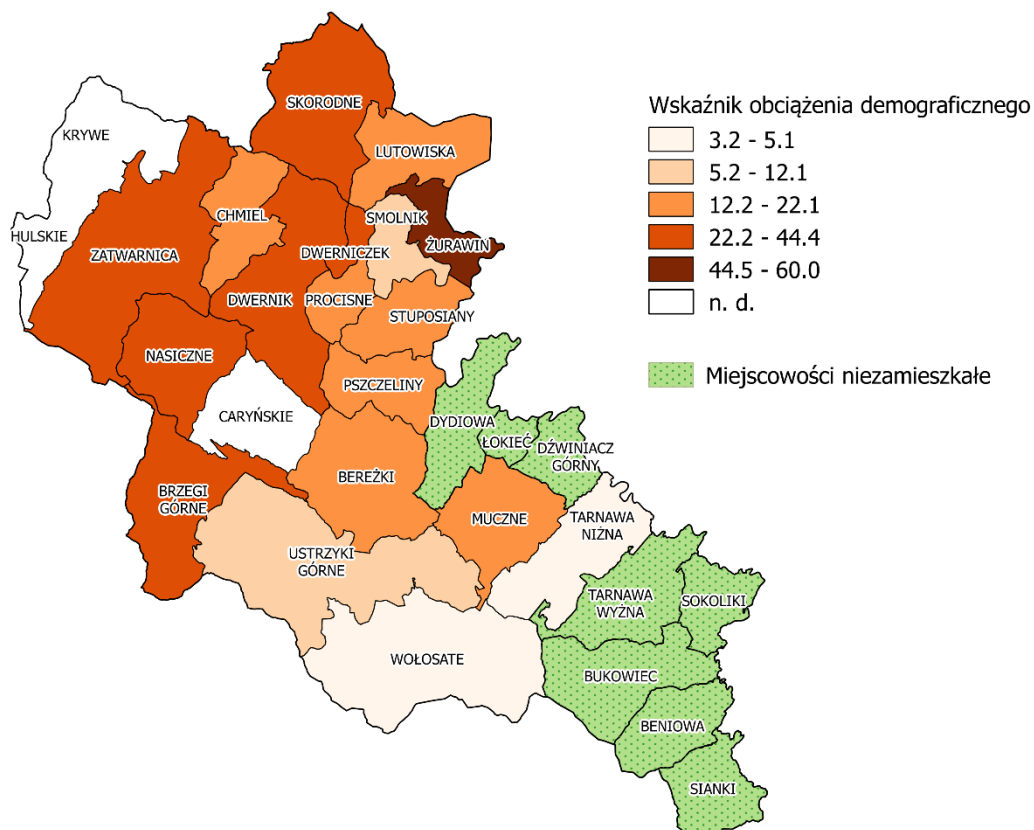 SKORODNE
KRYWE
LUTOWISKA
CHMIEL
SMOLNIK
HULSKIE
ZATWARNICA
DWERNICZEK
ŻURAWIN
DWERNIK
PROCISNE
STUPOSIANY
NASICZNE
PSZCZELINY
CARYŃSKIE
DYDIOWA
ŁOKIEĆ
DŹWINIACZ
GÓRNY
BEREŻKI
BRZEGI
GÓRNE
MUCZNE
TARNAWA
NIŻNA
USTRZYKI
GÓRNE
TARNAWA
WYŻNA
SOKOLIKI
WOŁOSATE
BUKOWIEC
BENIOWA
SIANKI
Wskaźnik obciążenia demograficznego
3.2 - 5.1
5.2 - 12.1
12.2 - 22.1
22.2 - 44.4
44.5 - 60.0
n. d.
Miejscowości niezamieszkałe